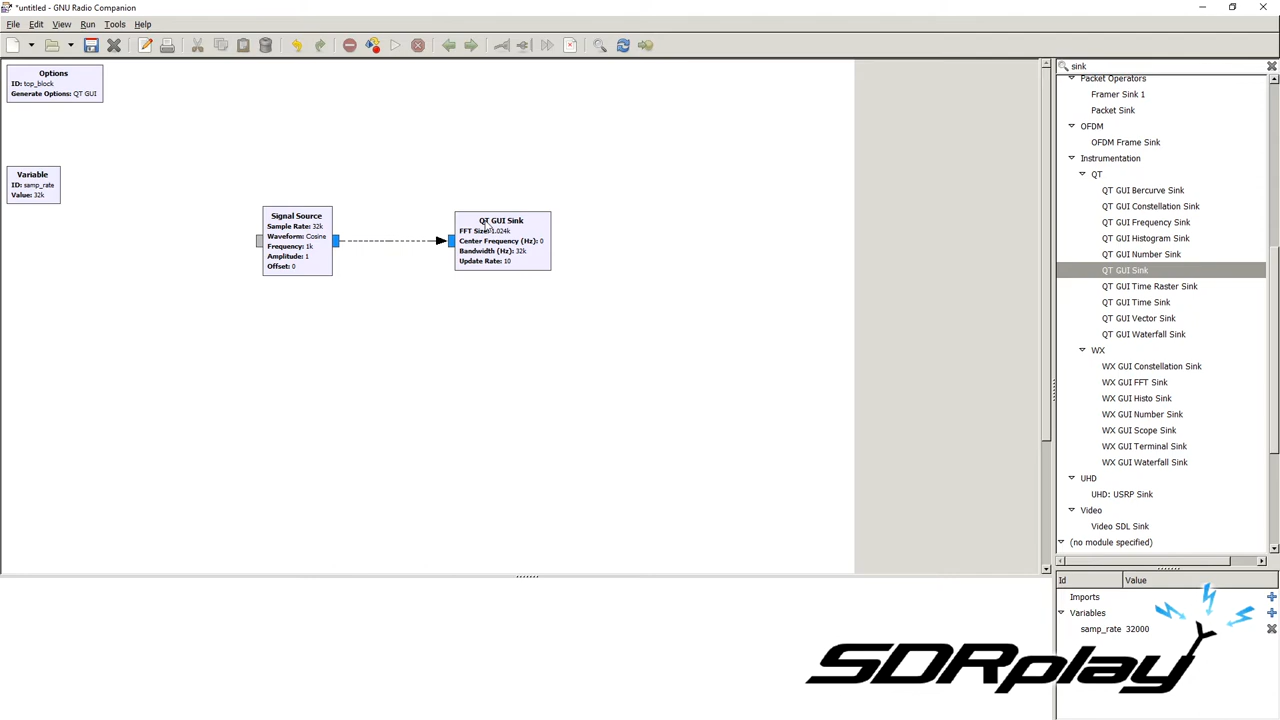 *untitled - GNU Radio Companion
File Edit View Run Tools Help
Options
ID: top_block
Generate Options: QT GUI
Variable
ID: samp_rate
Value: 32k
Signal Source
Sample Rate: 32k
Waveform: Cosine
Frequency: 1k
Amplitude: 1
Offset: 0
QT GUI Sink
FFT Size: 1.024k
Center Frequency (Hz): 0
Bandwidth (Hz): 32k
Update Rate: 10
sink
Packet Operators
Framer Sink 1
Packet Sink
OFDM
OFDM Frame Sink
Instrumentation
QT
QT GUI Bercurve Sink
QT GUI Constellation Sink
QT GUI Frequency Sink
QT GUI Histogram Sink
QT GUI Number Sink
QT GUI Sink
QT GUI Time Raster Sink
QT GUI Time Sink
QT GUI Vector Sink
QT GUI Waterfall Sink
WX
WX GUI Constellation Sink
WX GUI FFT Sink
WX GUI Histo Sink
WX GUI Number Sink
WX GUI Scope Sink
WX GUI Terminal Sink
WX GUI Waterfall Sink
UHD
UHD: USRP Sink
Video
Video SDL Sink
(no module specified)
Id Value
Imports
Variables
samp_rate 32000
SDRplay